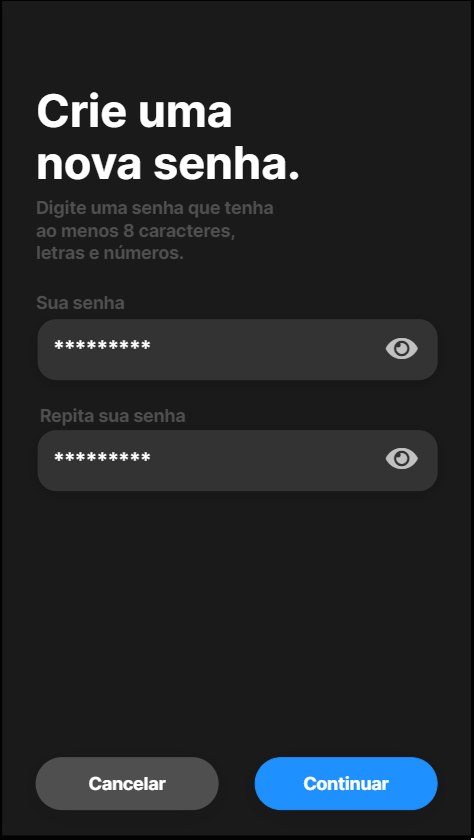 Crie uma
nova senha.
Digite uma senha que tenha
ao menos 8 caracteres,
letras e números.
Sua senha
*********
Repita sua senha
*********
Cancelar
Continuar